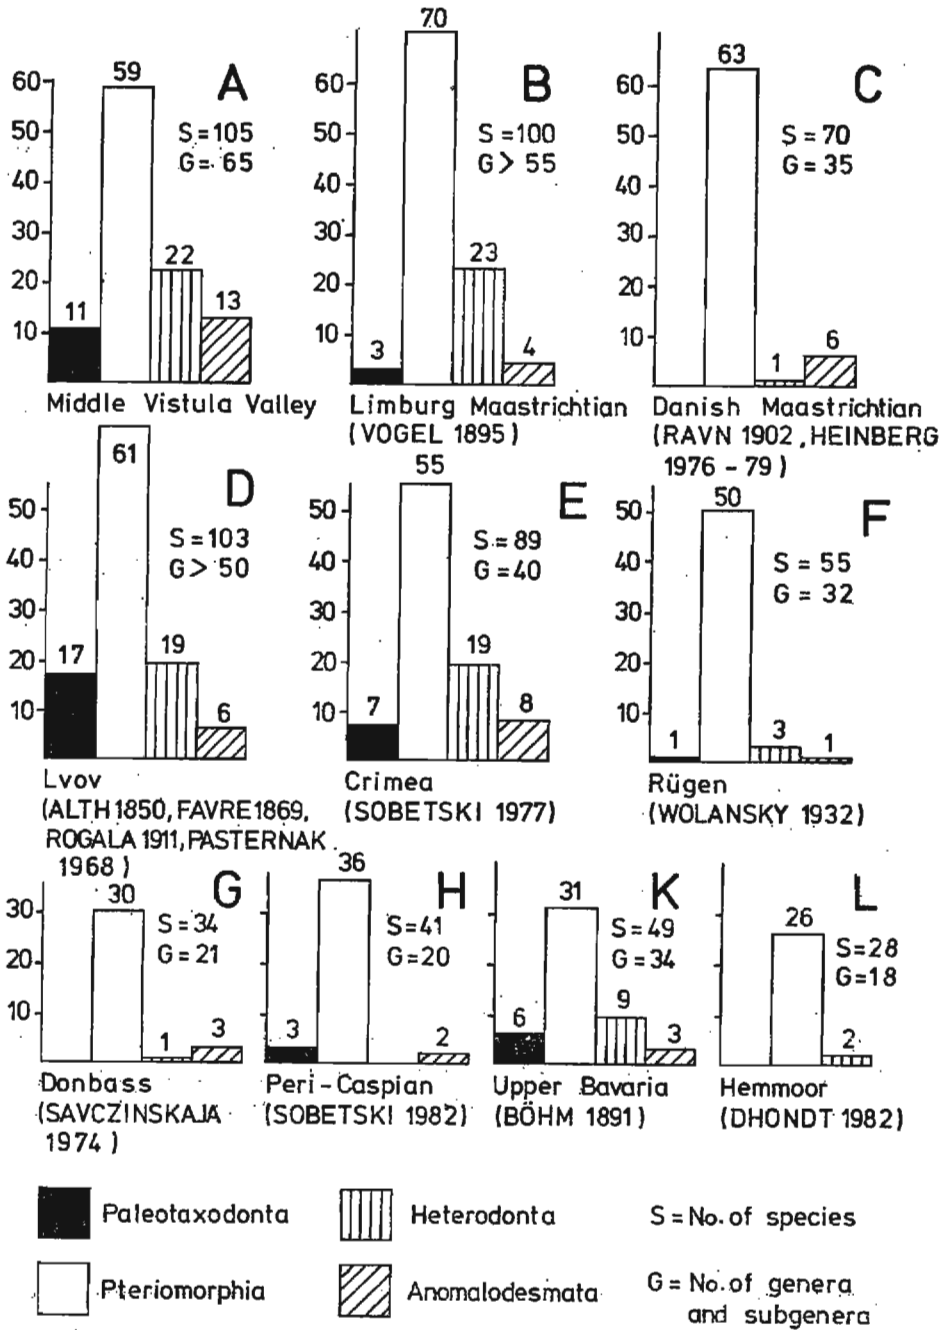 A
60
50
40
30
20
10
11
59
22
13
S=105
G=65
Middle Vistula Valley
B
60
50
40
30
20
10
3
70
23
4
S=100
G> 55
Limburg Maastrichtian
(VOGEL 1895)
C
60
50
40
30
20
10
63
1
6
S=70
G=35
Danish Maastrichtian
(RAVN 1902, HEINBERG
1976-79)
D
50
40
30
20
10
17
61
19
6
S=103
G> 50
Lvov
(ALTH 1850, FAVRE 1869,
ROGALA 1911, PASTERNAK
1968)
E
50
40
30
20
10
7
55
19
8
S=89
G=40
Crimea
(SOBETSKI 1977)
F
50
40
30
20
10
1
50
3
1
S = 55
G = 32
Rügen
(WOLANSKY 1932)
G
30
20
10
30
1
3
S=34
G=21
Donbass
(SAVCZINSKAJA
1974)
H
3
36
2
S=41
G=20
Peri-Caspian
(SOBETSKI 1982)
K
6
31
9
3
S=49
G=34
Upper Bavaria
(BÖHM 1891)
L
26
2
S=28
G=18
Hemmoor
(DHONDT 1982)
Paleotaxodonta
Pteriomorphia
Heterodonta
Anomalodesmata
S = No. of species
G = No. of genera
and subgenera